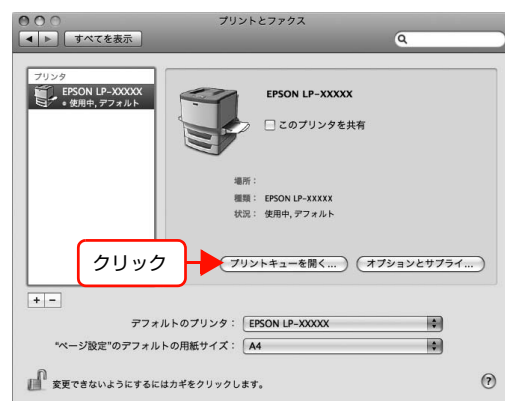 プリントとファクス
すべてを表示
プリンタ
EPSON LP-XXXXX
使用中, デフォルト
EPSON LP-XXXXX
このプリンタを共有
場所：
種類： EPSON LP-XXXXX
状況： 使用中, デフォルト
クリック
プリントキューを開く...
オプションとサプライ...
+ −
デフォルトのプリンタ： EPSON LP-XXXXX
“ページ設定”のデフォルトの用紙サイズ： A4
変更できないようにするにはカギをクリックします。
?